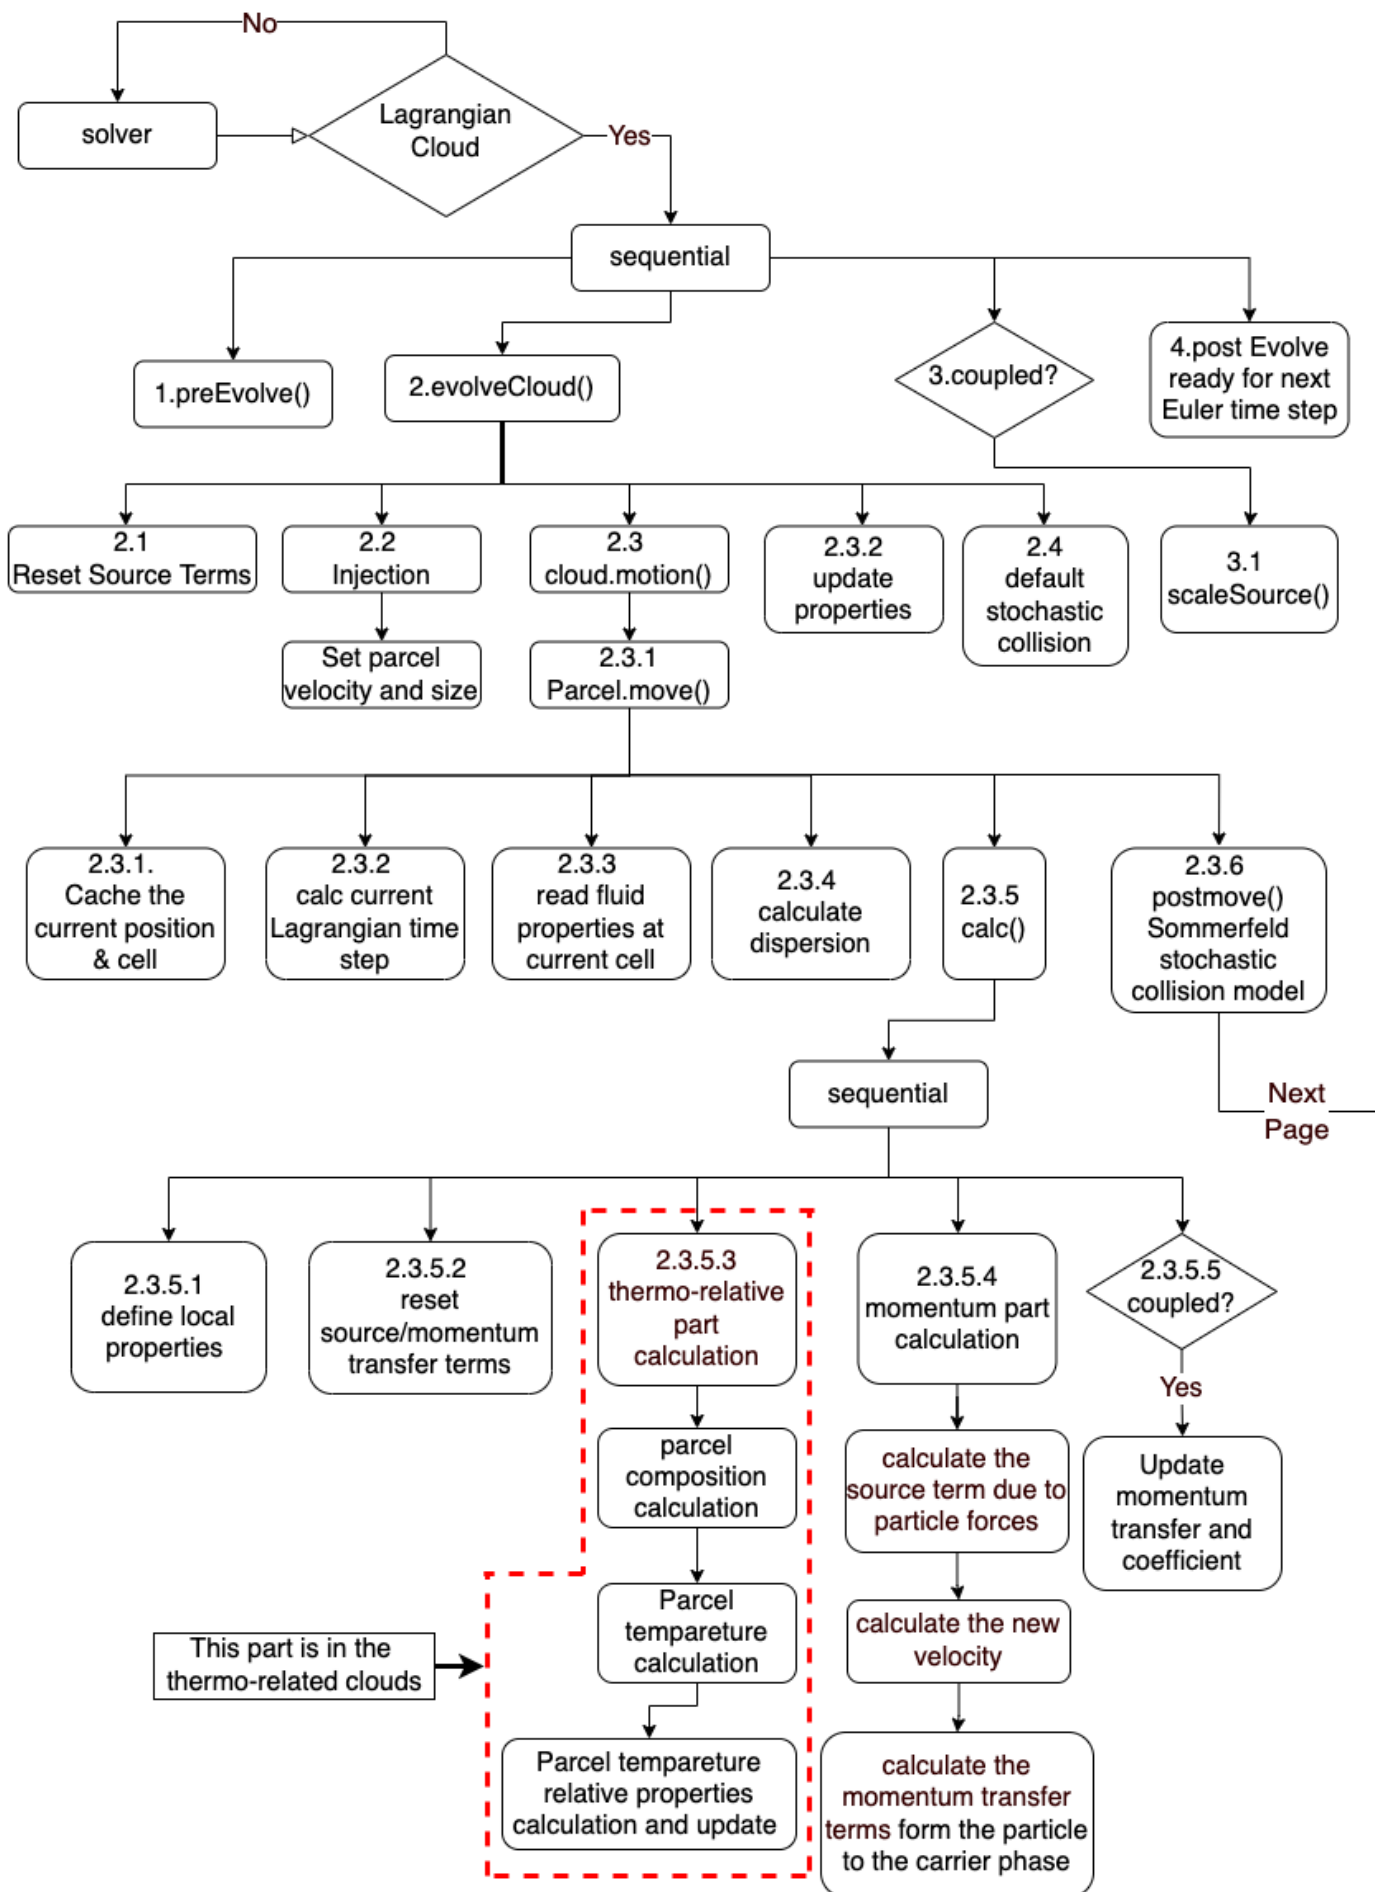 No
solver
Lagrangian
Cloud
Yes
sequential
1.preEvolve()
2.evolveCloud()
3.coupled?
4.post Evolve
ready for next
Euler time step
2.1
Reset Source Terms
2.2
Injection
2.3
cloud.motion()
2.3.2
update
properties
2.4
default
stochastic
collision
3.1
scaleSource()
Set parcel
velocity and size
2.3.1
Parcel.move()
2.3.1.
Cache the
current position
& cell
2.3.2
calc current
Lagrangian time
step
2.3.3
read fluid
properties at
current cell
2.3.4
calculate
dispersion
2.3.5
calc()
2.3.6
postmove()
Sommerfeld
stochastic
collision model
sequential
Next
Page
2.3.5.1
define local
properties
2.3.5.2
reset
source/momentum
transfer terms
2.3.5.3
thermo-relative
part
calculation
2.3.5.4
momentum part
calculation
2.3.5.5
coupled?
Yes
parcel
composition
calculation
calculate the
source term due to
particle forces
Update
momentum
transfer and
coefficient
Parcel
tempareture
calculation
calculate the new
velocity
This part is in the
thermo-related clouds
Parcel tempareture
relative properties
calculation and update
calculate the
momentum transfer
terms form the particle
to the carrier phase